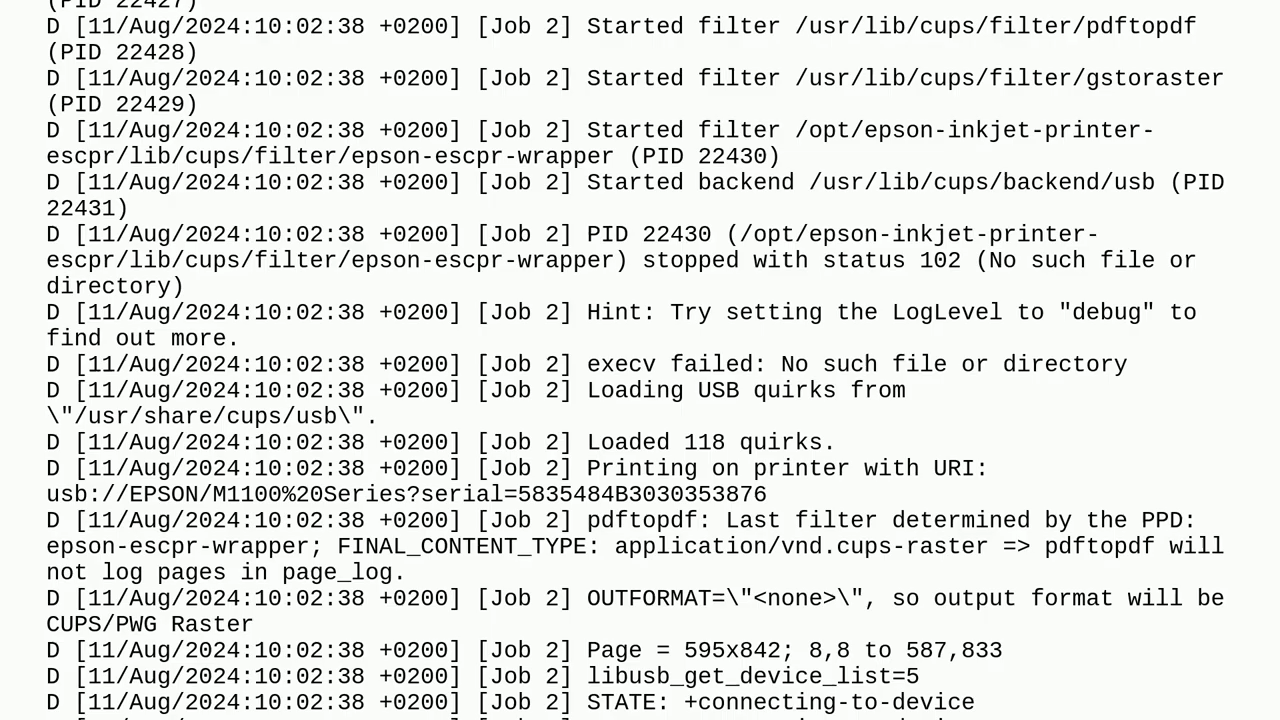 (PID 22427)
D [11/Aug/2024:10:02:38 +0200] [Job 2] Started filter /usr/lib/cups/filter/pdftopdf
(PID 22428)
D [11/Aug/2024:10:02:38 +0200] [Job 2] Started filter /usr/lib/cups/filter/gstoraster
(PID 22429)
D [11/Aug/2024:10:02:38 +0200] [Job 2] Started filter /opt/epson-inkjet-printer-
escpr/lib/cups/filter/epson-escpr-wrapper (PID 22430)
D [11/Aug/2024:10:02:38 +0200] [Job 2] Started backend /usr/lib/cups/backend/usb (PID
22431)
D [11/Aug/2024:10:02:38 +0200] [Job 2] PID 22430 (/opt/epson-inkjet-printer-
escpr/lib/cups/filter/epson-escpr-wrapper) stopped with status 102 (No such file or
directory)
D [11/Aug/2024:10:02:38 +0200] [Job 2] Hint: Try setting the LogLevel to "debug" to
find out more.
D [11/Aug/2024:10:02:38 +0200] [Job 2] execv failed: No such file or directory
D [11/Aug/2024:10:02:38 +0200] [Job 2] Loading USB quirks from
\"/usr/share/cups/usb\".
D [11/Aug/2024:10:02:38 +0200] [Job 2] Loaded 118 quirks.
D [11/Aug/2024:10:02:38 +0200] [Job 2] Printing on printer with URI:
usb://EPSON/M1100%20Series?serial=5835484B3030353876
D [11/Aug/2024:10:02:38 +0200] [Job 2] pdftopdf: Last filter determined by the PPD:
epson-escpr-wrapper; FINAL_CONTENT_TYPE: application/vnd.cups-raster => pdftopdf will
not log pages in page_log.
D [11/Aug/2024:10:02:38 +0200] [Job 2] OUTFORMAT=\"<none>\", so output format will be
CUPS/PWG Raster
D [11/Aug/2024:10:02:38 +0200] [Job 2] Page = 595x842; 8,8 to 587,833
D [11/Aug/2024:10:02:38 +0200] [Job 2] libusb_get_device_list=5
D [11/Aug/2024:10:02:38 +0200] [Job 2] STATE: +connecting-to-device